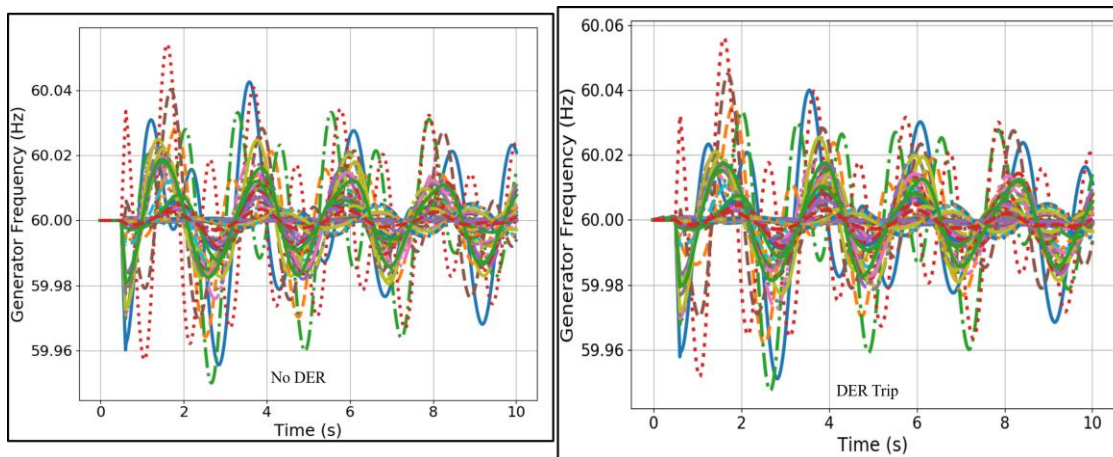 60.04
60.02
60.00
59.98
59.96
Generator Frequency (Hz)
No DER
0 2 4 6 8 10
Time (s)
60.06
60.04
60.02
60.00
59.98
59.96
Generator Frequency (Hz)
DER Trip
0 2 4 6 8 10
Time (s)